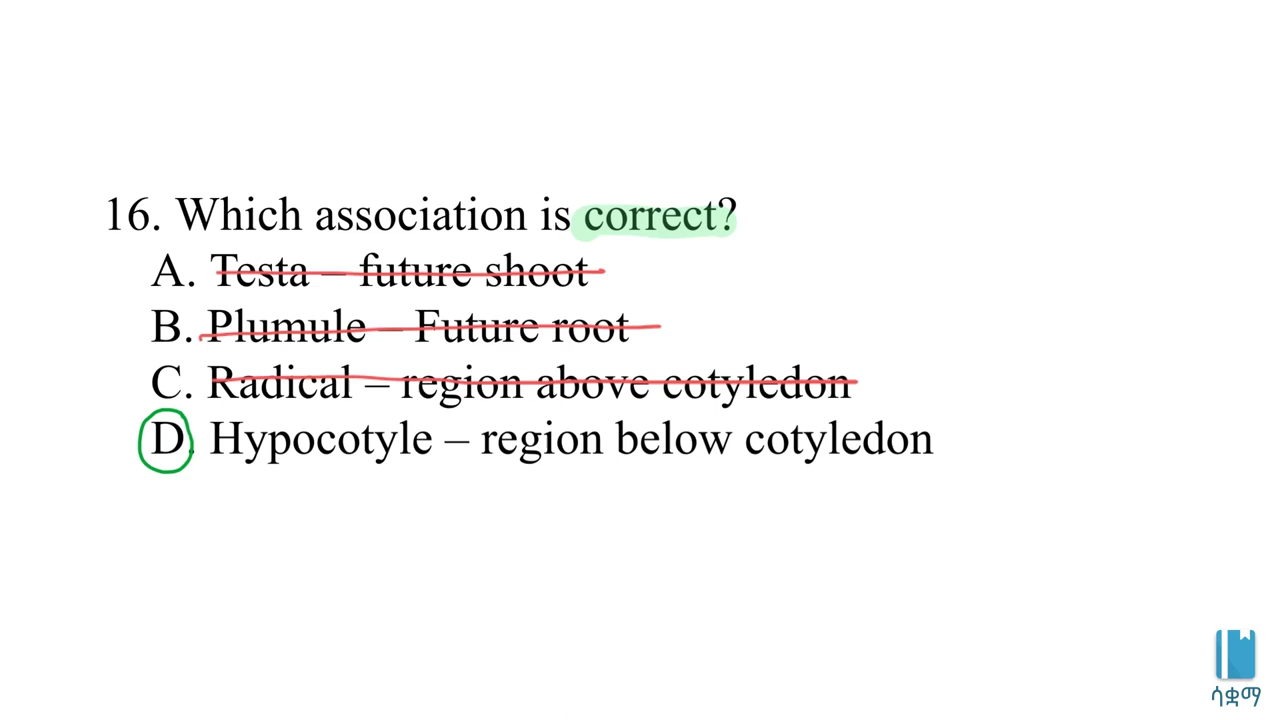 16. Which association is correct?
A. Testa – future shoot
B. Plumule – Future root
C. Radical – region above cotyledon
D. Hypocotyle – region below cotyledon
ሳቋማ